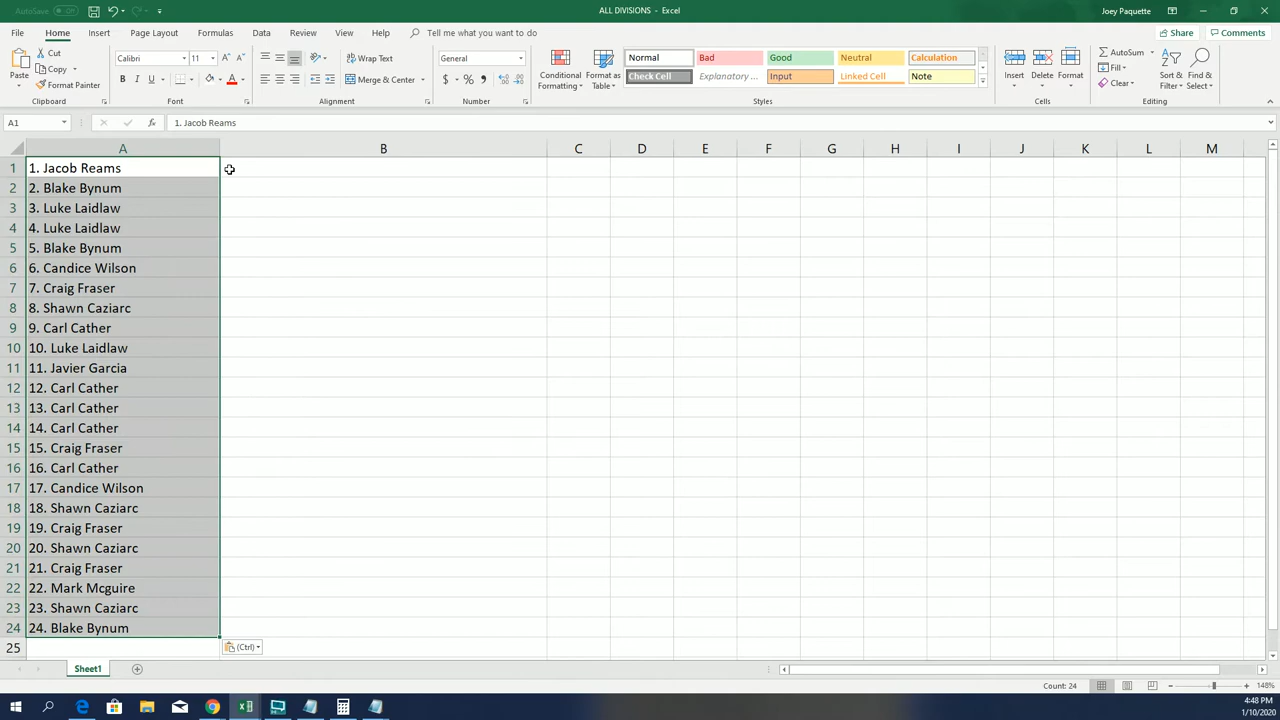 AutoSave Off
ALL DIVISIONS - Excel
Joey Paquette
File Home Insert Page Layout Formulas Data Review View Help Tell me what you want to do
Share Comments
Paste
Cut
Copy
Format Painter
Clipboard
Calibri 11
B I U A
Font
Wrap Text
Merge & Center
Alignment
General
$ % ,
Number
Conditional Formatting
Format as Table
Normal Bad Good Neutral Calculation
Check Cell Explanatory ... Input Linked Cell Note
Styles
Insert Delete Format
Cells
AutoSum
Fill
Clear
Sort & Filter
Find & Select
Editing
A1 fx 1. Jacob Reams
A B C D E F G H I J K L M
1 1. Jacob Reams
2 2. Blake Bynum
3 3. Luke Laidlaw
4 4. Luke Laidlaw
5 5. Blake Bynum
6 6. Candice Wilson
7 7. Craig Fraser
8 8. Shawn Caziarc
9 9. Carl Cather
10 10. Luke Laidlaw
11 11. Javier Garcia
12 12. Carl Cather
13 13. Carl Cather
14 14. Carl Cather
15 15. Craig Fraser
16 16. Carl Cather
17 17. Candice Wilson
18 18. Shawn Caziarc
19 19. Craig Fraser
20 20. Shawn Caziarc
21 21. Craig Fraser
22 22. Mark Mcguire
23 23. Shawn Caziarc
24 24. Blake Bynum
25
(Ctrl)
Sheet1
Count: 24
148%
4:48 PM
1/10/2020